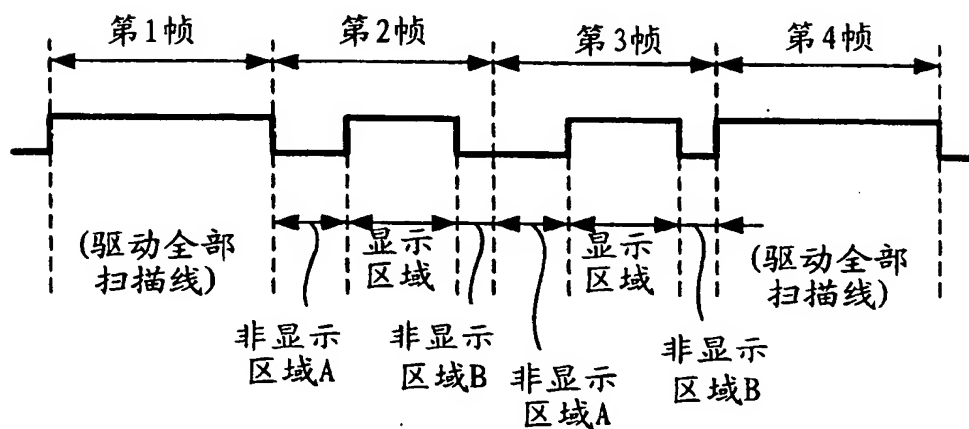 第1帧
第2帧
第3帧
第4帧
(驱动全部
扫描线)
显示
区域
显示
区域
(驱动全部
扫描线)
非显示
区域A
非显示
区域B
非显示
区域A
非显示
区域B